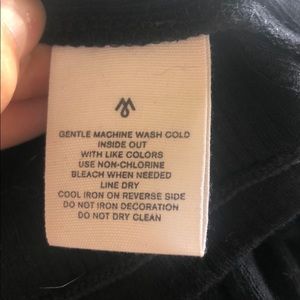 GENTLE MACHINE WASH COLD
INSIDE OUT
WITH LIKE COLORS
USE NON-CHLORINE
BLEACH WHEN NEEDED
LINE DRY
COOL IRON ON REVERSE SIDE
DO NOT IRON DECORATION
DO NOT DRY CLEAN